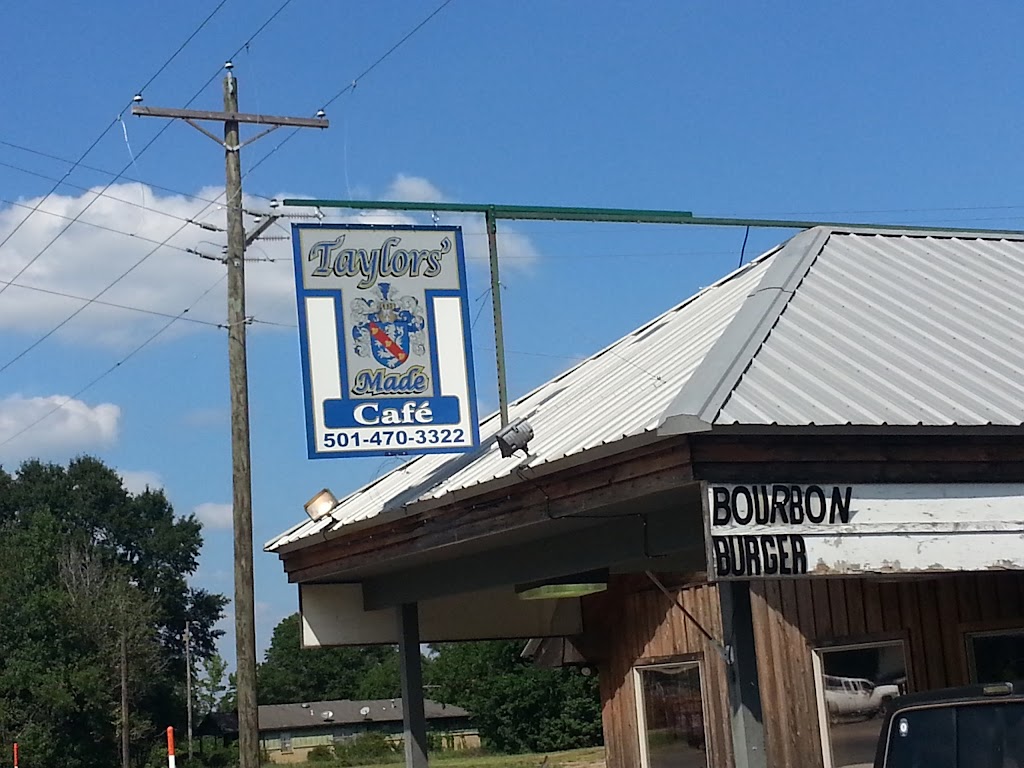 Taylors'
Made
Café
501-470-3322
BOURBON
BURGER